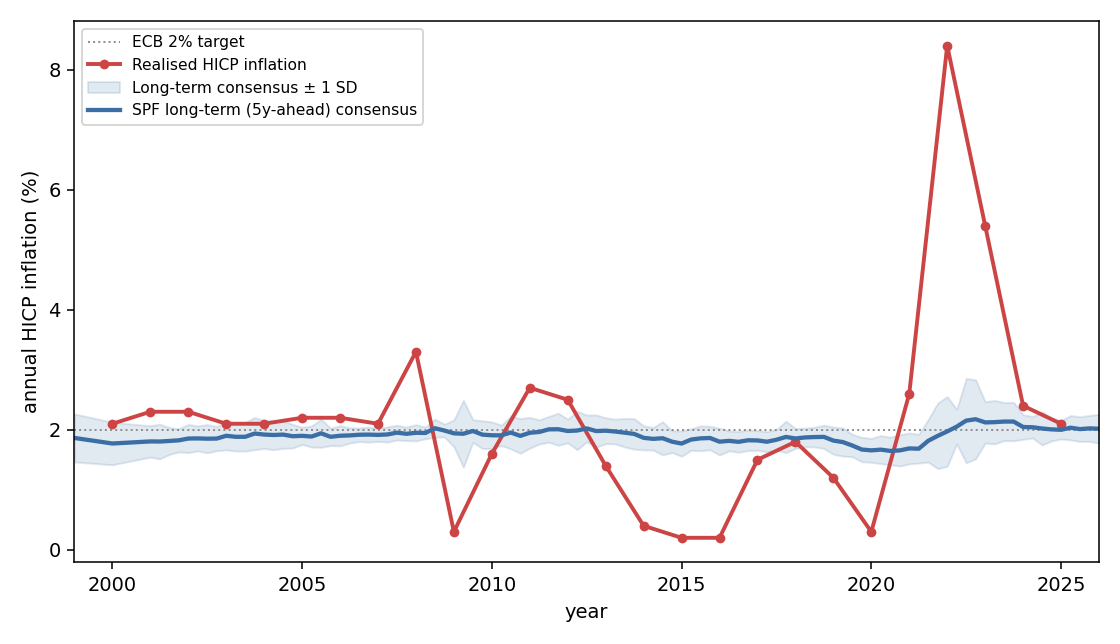 ECB 2% target
Realised HICP inflation
Long-term consensus ± 1 SD
SPF long-term (5y-ahead) consensus
annual HICP inflation (%)
8
6
4
2
0
2000 2005 2010 2015 2020 2025
year